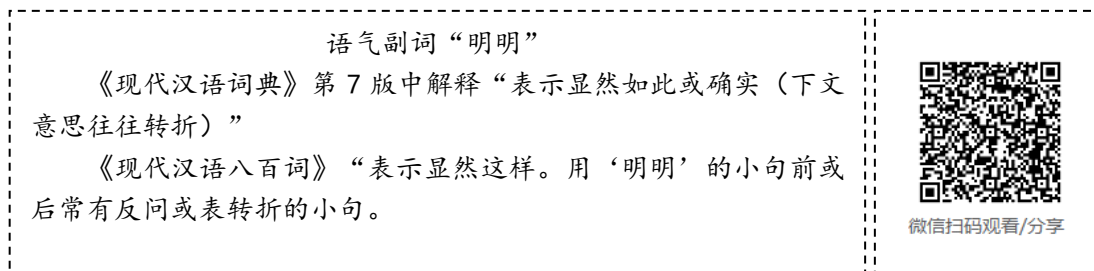 语气副词“明明”
《现代汉语词典》第 7 版中解释“表示显然如此或确实（下文
意思往往转折）”
《现代汉语八百词》“表示显然这样。用‘明明’的小句前或
后常有反问或表转折的小句。
微信扫码观看/分享